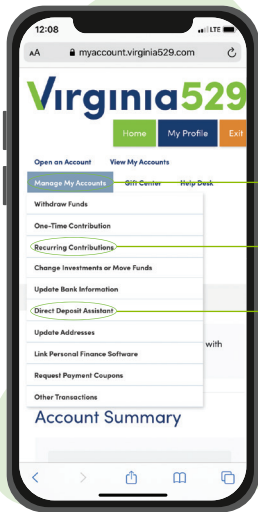 12:08
LTE
AA myaccount.virginia529.com
Virginia529
Home My Profile Exit
Open an Account View My Accounts
Manage My Accounts Gift Center Help Desk
Withdraw Funds
One-Time Contribution
Recurring Contributions
Change Investments or Move Funds
Update Bank Information
Direct Deposit Assistant
Update Addresses
with
Link Personal Finance Software
Request Payment Coupons
Other Transactions
Account Summary